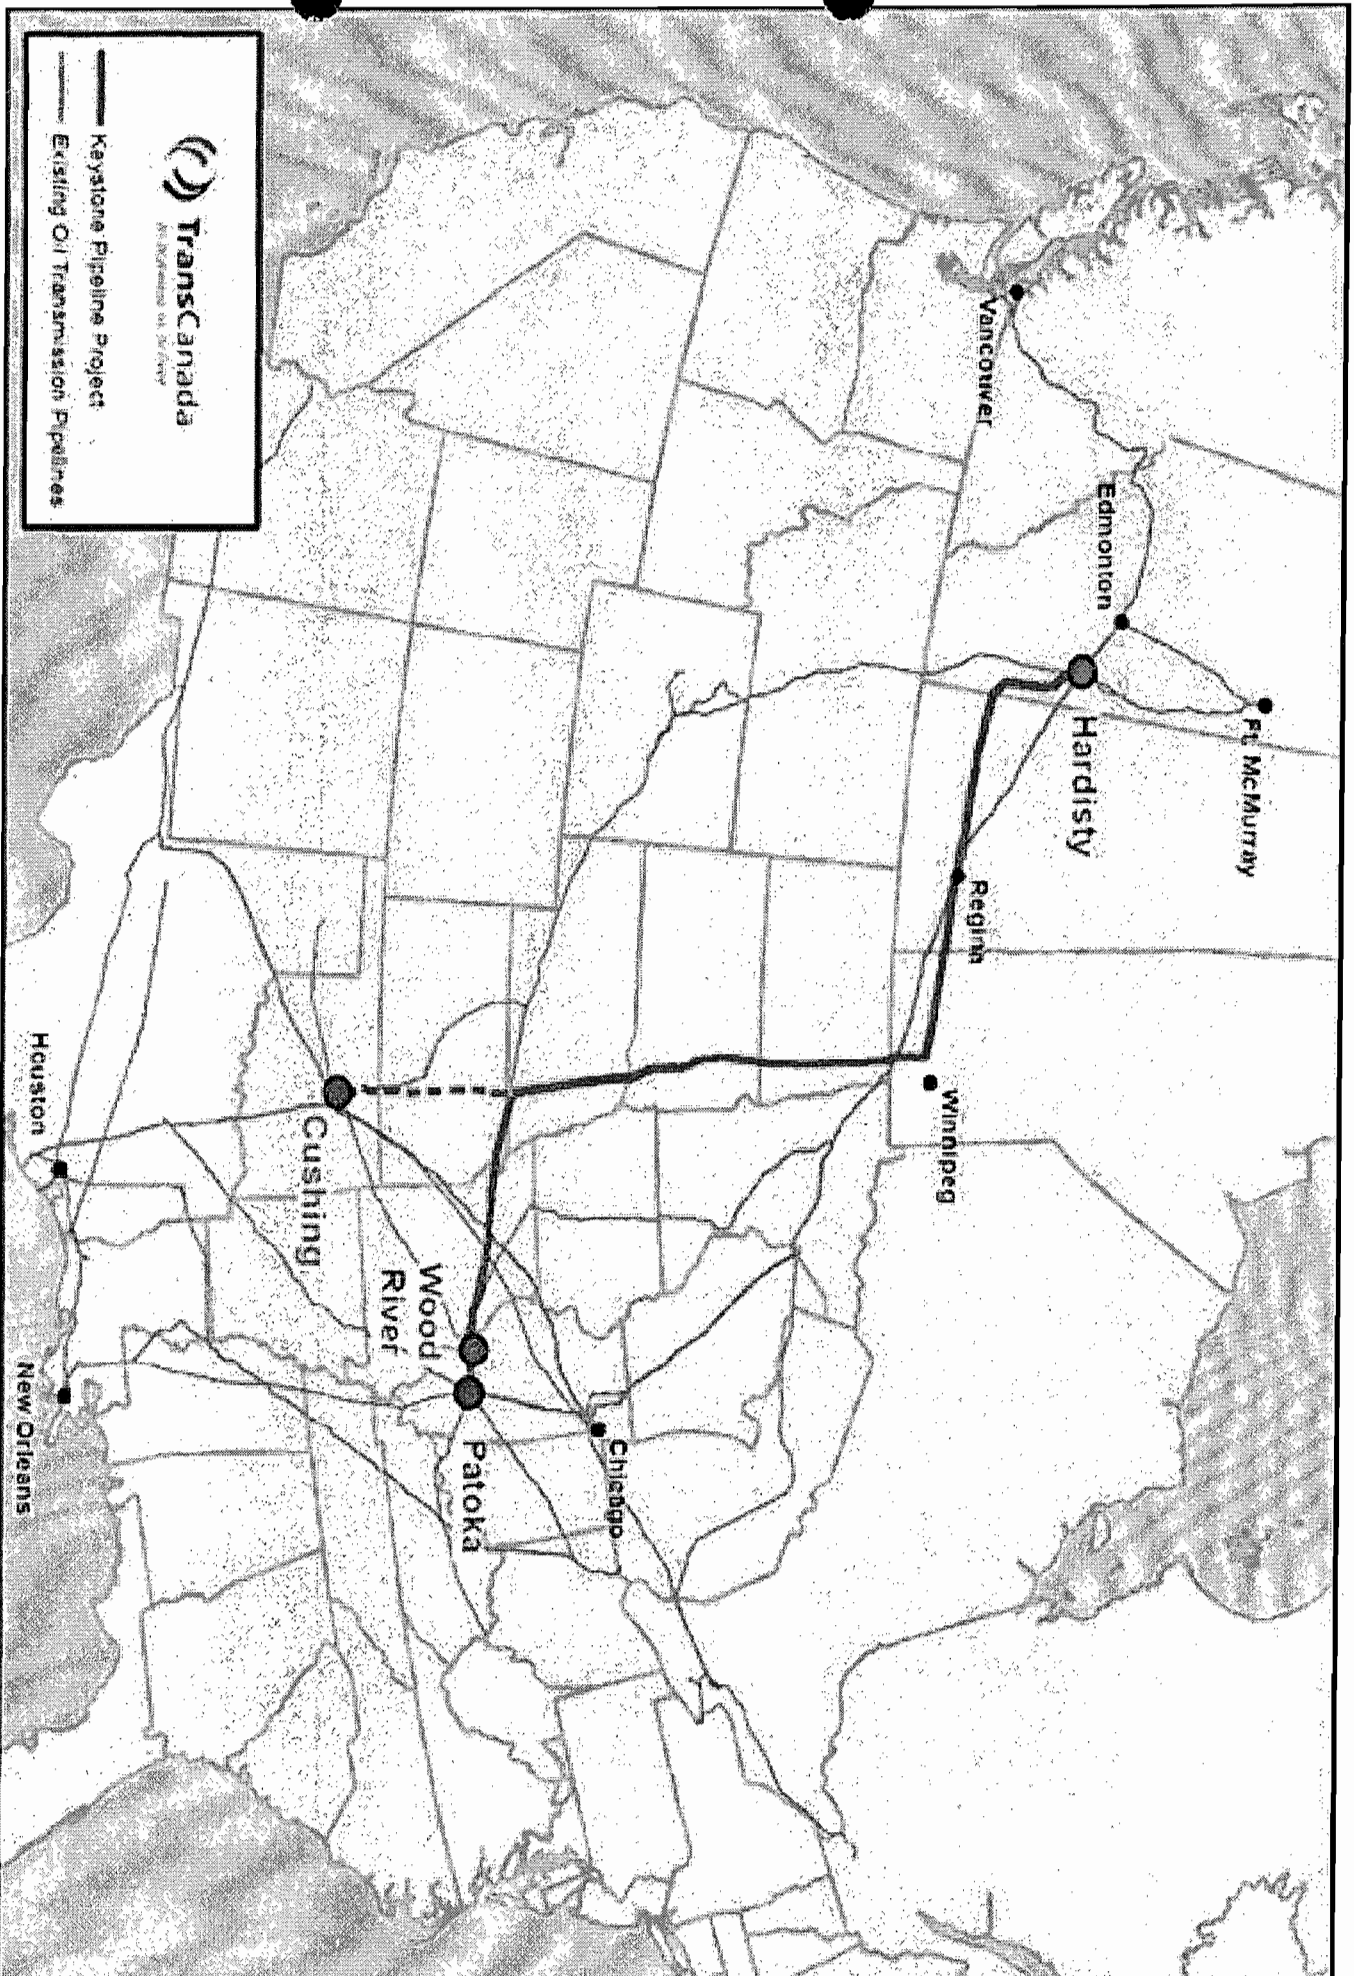 Ft. McMurray
Edmonton
Hardisty
Vancouver
Regina
Winnipeg
Chicago
Wood
River
Patoka
Cushing
Houston
New Orleans
TransCanada
Keystone Pipeline Project
Existing Oil Transmission Pipelines